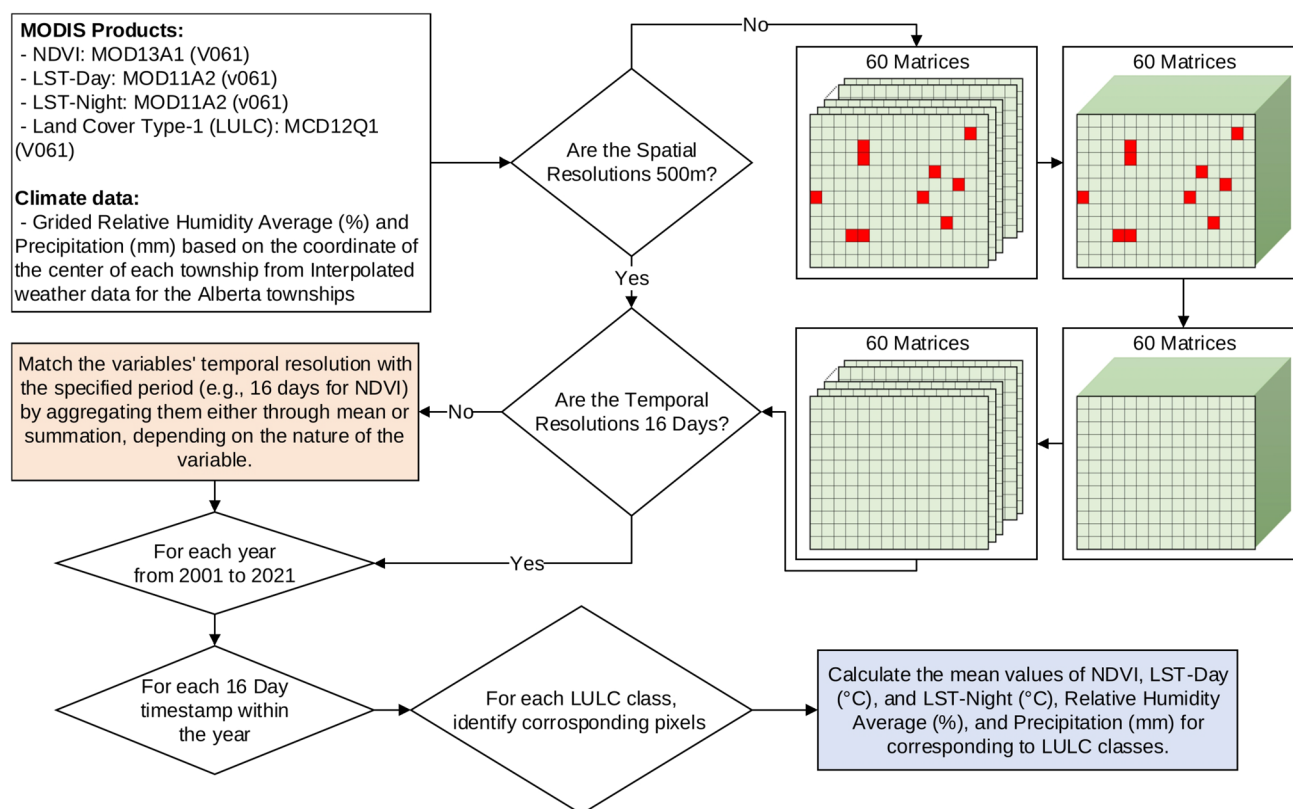 MODIS Products:
- NDVI: MOD13A1 (V061)
- LST-Day: MOD11A2 (v061)
- LST-Night: MOD11A2 (v061)
- Land Cover Type-1 (LULC): MCD12Q1
(V061)
Climate data:
- Grided Relative Humidity Average (%) and
Precipitation (mm) based on the coordinate of
the center of each township from Interpolated
weather data for the Alberta townships
Are the Spatial
Resolutions 500m?
No
60 Matrices
60 Matrices
Yes
60 Matrices
60 Matrices
Are the Temporal
Resolutions 16 Days?
No
Match the variables' temporal resolution with
the specified period (e.g., 16 days for NDVI)
by aggregating them either through mean or
summation, depending on the nature of the
variable.
Yes
For each year
from 2001 to 2021
For each 16 Day
timestamp within
the year
For each LULC class,
identify corrosponding pixels
Calculate the mean values of NDVI, LST-Day
(°C), and LST-Night (°C), Relative Humidity
Average (%), and Precipitation (mm) for
corresponding to LULC classes.